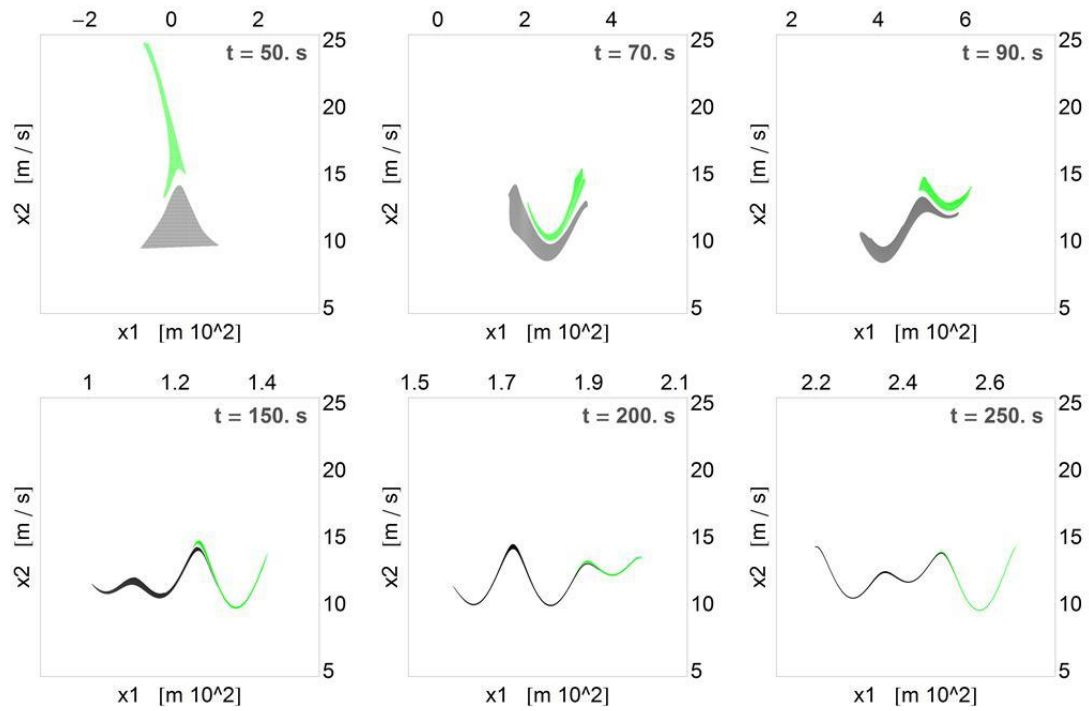 −2 0 2
0 2 4
2 4 6
t = 50. s
t = 70. s
t = 90. s
25
20
15
10
5
x2 [m / s]
x1 [m 10^2]
25
20
15
10
5
x2 [m / s]
x1 [m 10^2]
25
20
15
10
5
x2 [m / s]
x1 [m 10^2]
1 1.2 1.4
1.5 1.7 1.9 2.1
2.2 2.4 2.6
t = 150. s
t = 200. s
t = 250. s
25
20
15
10
5
x2 [m / s]
x1 [m 10^2]
25
20
15
10
5
x2 [m / s]
x1 [m 10^2]
25
20
15
10
5
x2 [m / s]
x1 [m 10^2]